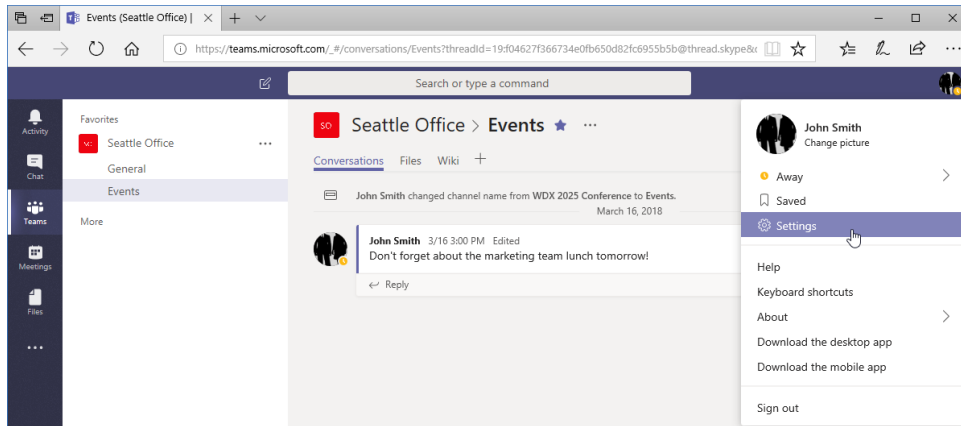 Events (Seattle Office) |
https://teams.microsoft.com/_#/conversations/Events?threadId=19:f04627f366734e0fb650d82fc6955b5b@thread.skype&
Search or type a command
Activity
Chat
Teams
Meetings
Files
Favorites
SC
Seattle Office
General
Events
More
SO
Seattle Office > Events
Conversations Files Wiki
John Smith changed channel name from WDX 2025 Conference to Events.
March 16, 2018
John Smith 3/16 3:00 PM Edited
Don't forget about the marketing team lunch tomorrow!
Reply
John Smith
Change picture
Away
Saved
Settings
Help
Keyboard shortcuts
About
Download the desktop app
Download the mobile app
Sign out